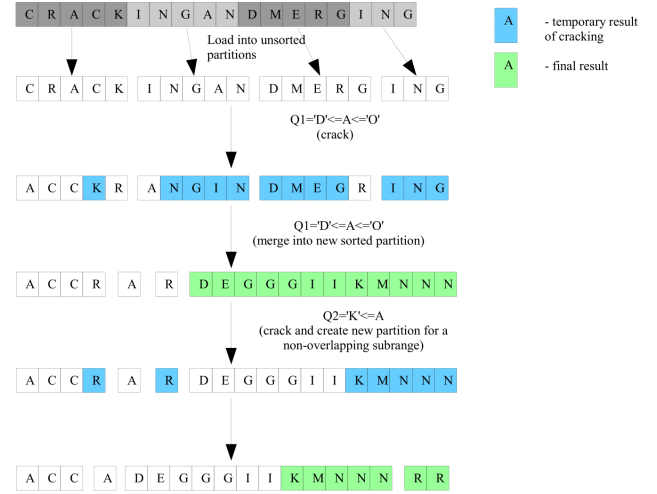 C R A C K I N G A N D M E R G I N G
Load into unsorted
partitions
C R A C K I N G A N D M E R G I N G
Q1='D'<=A<='O'
(crack)
A C C K R A N G I N D M E G R I N G
Q1='D'<=A<='O'
(merge into new sorted partition)
A C C R A R D E G G G I I K M N N N
Q2='K'<=A
(crack and create new partition for a
non-overlapping subrange)
A C C R A R D E G G G I I K M N N N
A C C A D E G G G I I K M N N N R R
A - temporary result
of cracking
A - final result